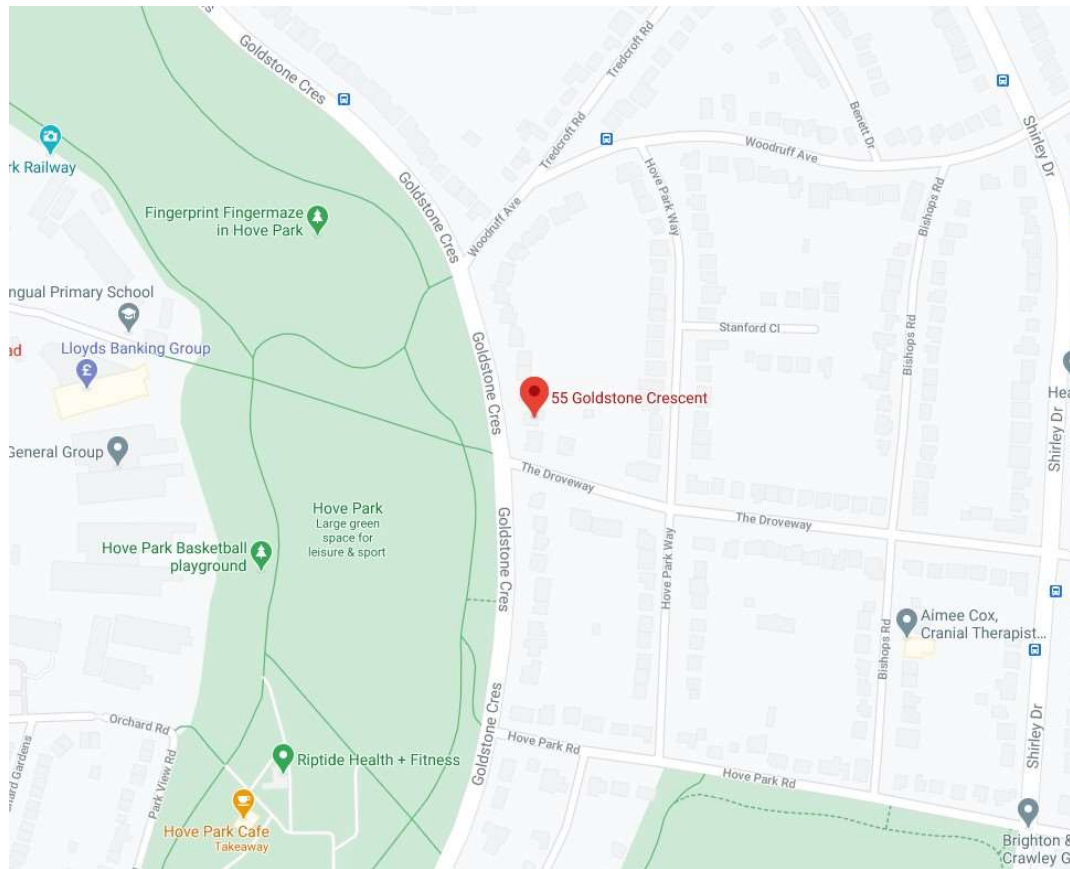 Goldstone Cres
Tredcroft Rd
Tredcroft Rd
Benett Dr
Shirley Dr
Woodruff Ave
rk Railway
Fingerprint Fingermaze
in Hove Park
Goldstone Cres
Woodruff Ave
Hove Park Way
Bishops Rd
ngual Primary School
Stanford Cl
ad
Lloyds Banking Group
£
Goldstone Cres
55 Goldstone Crescent
Bishops Rd
Hea
Shirley Dr
General Group
The Droveway
Hove Park
Large green
space for
leisure & sport
Goldstone Cres
The Droveway
Hove Park Basketball
playground
Hove Park Way
Aimee Cox,
Cranial Therapist...
Bishops Rd
Orchard Rd
Goldstone Cres
Shirley Dr
Hove Park Rd
Riptide Health + Fitness
Hove Park Rd
chard Gardens
Park View Rd
Hove Park Cafe
Takeaway
Brighton &
Crawley G